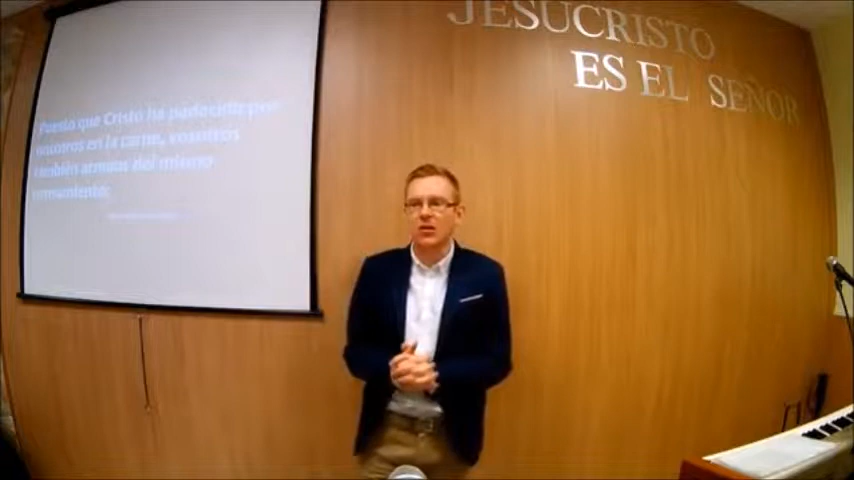 JESUCRISTO
ES EL SEÑOR
Puesto que Cristo ha padecido por
nosotros en la carne, vosotros
también armaos del mismo
pensamiento;